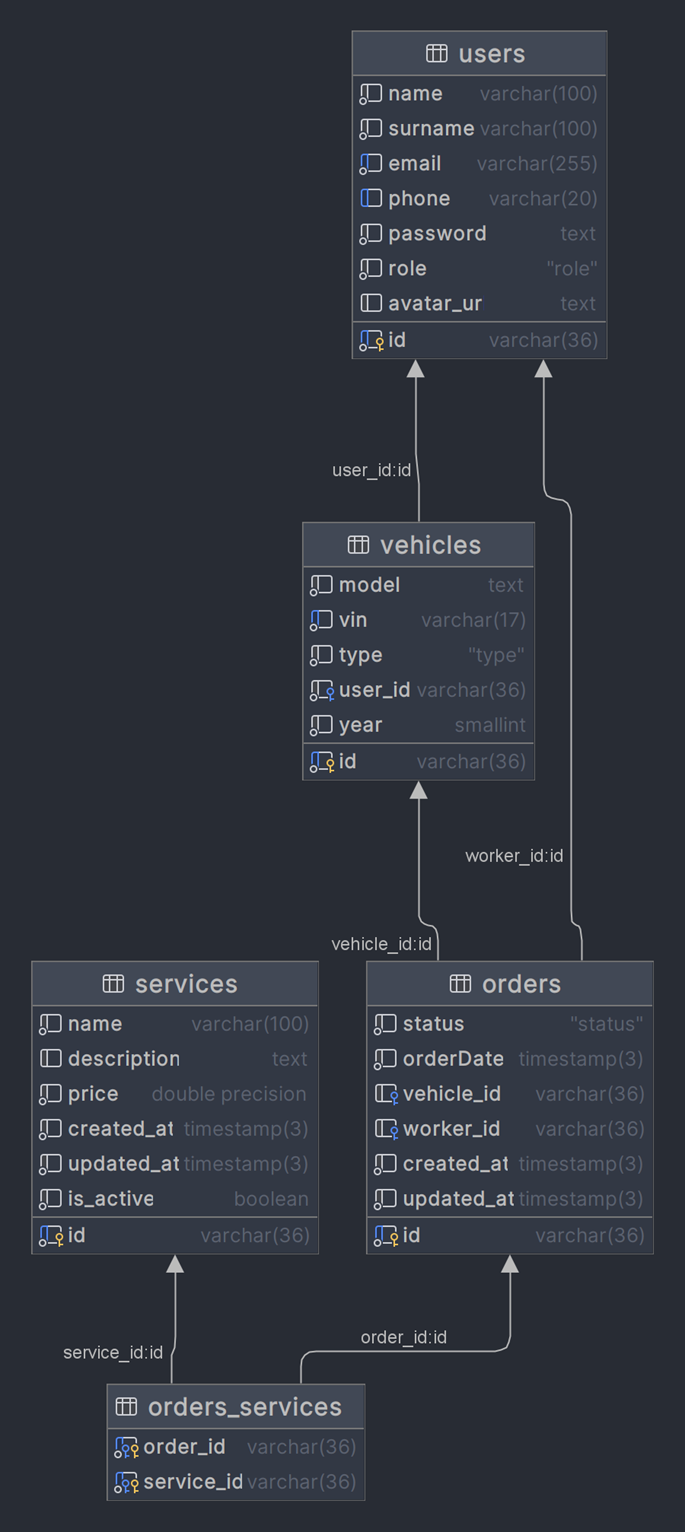 users
name varchar(100)
surname varchar(100)
email varchar(255)
phone varchar(20)
password text
role "role"
avatar_ur text
id varchar(36)
user_id:id
vehicles
model text
vin varchar(17)
type "type"
user_id varchar(36)
year smallint
id varchar(36)
worker_id:id
vehicle_id:id
services
name varchar(100)
description text
price double precision
created_at timestamp(3)
updated_at timestamp(3)
is_active boolean
id varchar(36)
orders
status "status"
orderDate timestamp(3)
vehicle_id varchar(36)
worker_id varchar(36)
created_at timestamp(3)
updated_at timestamp(3)
id varchar(36)
service_id:id
order_id:id
orders_services
order_id varchar(36)
service_id varchar(36)